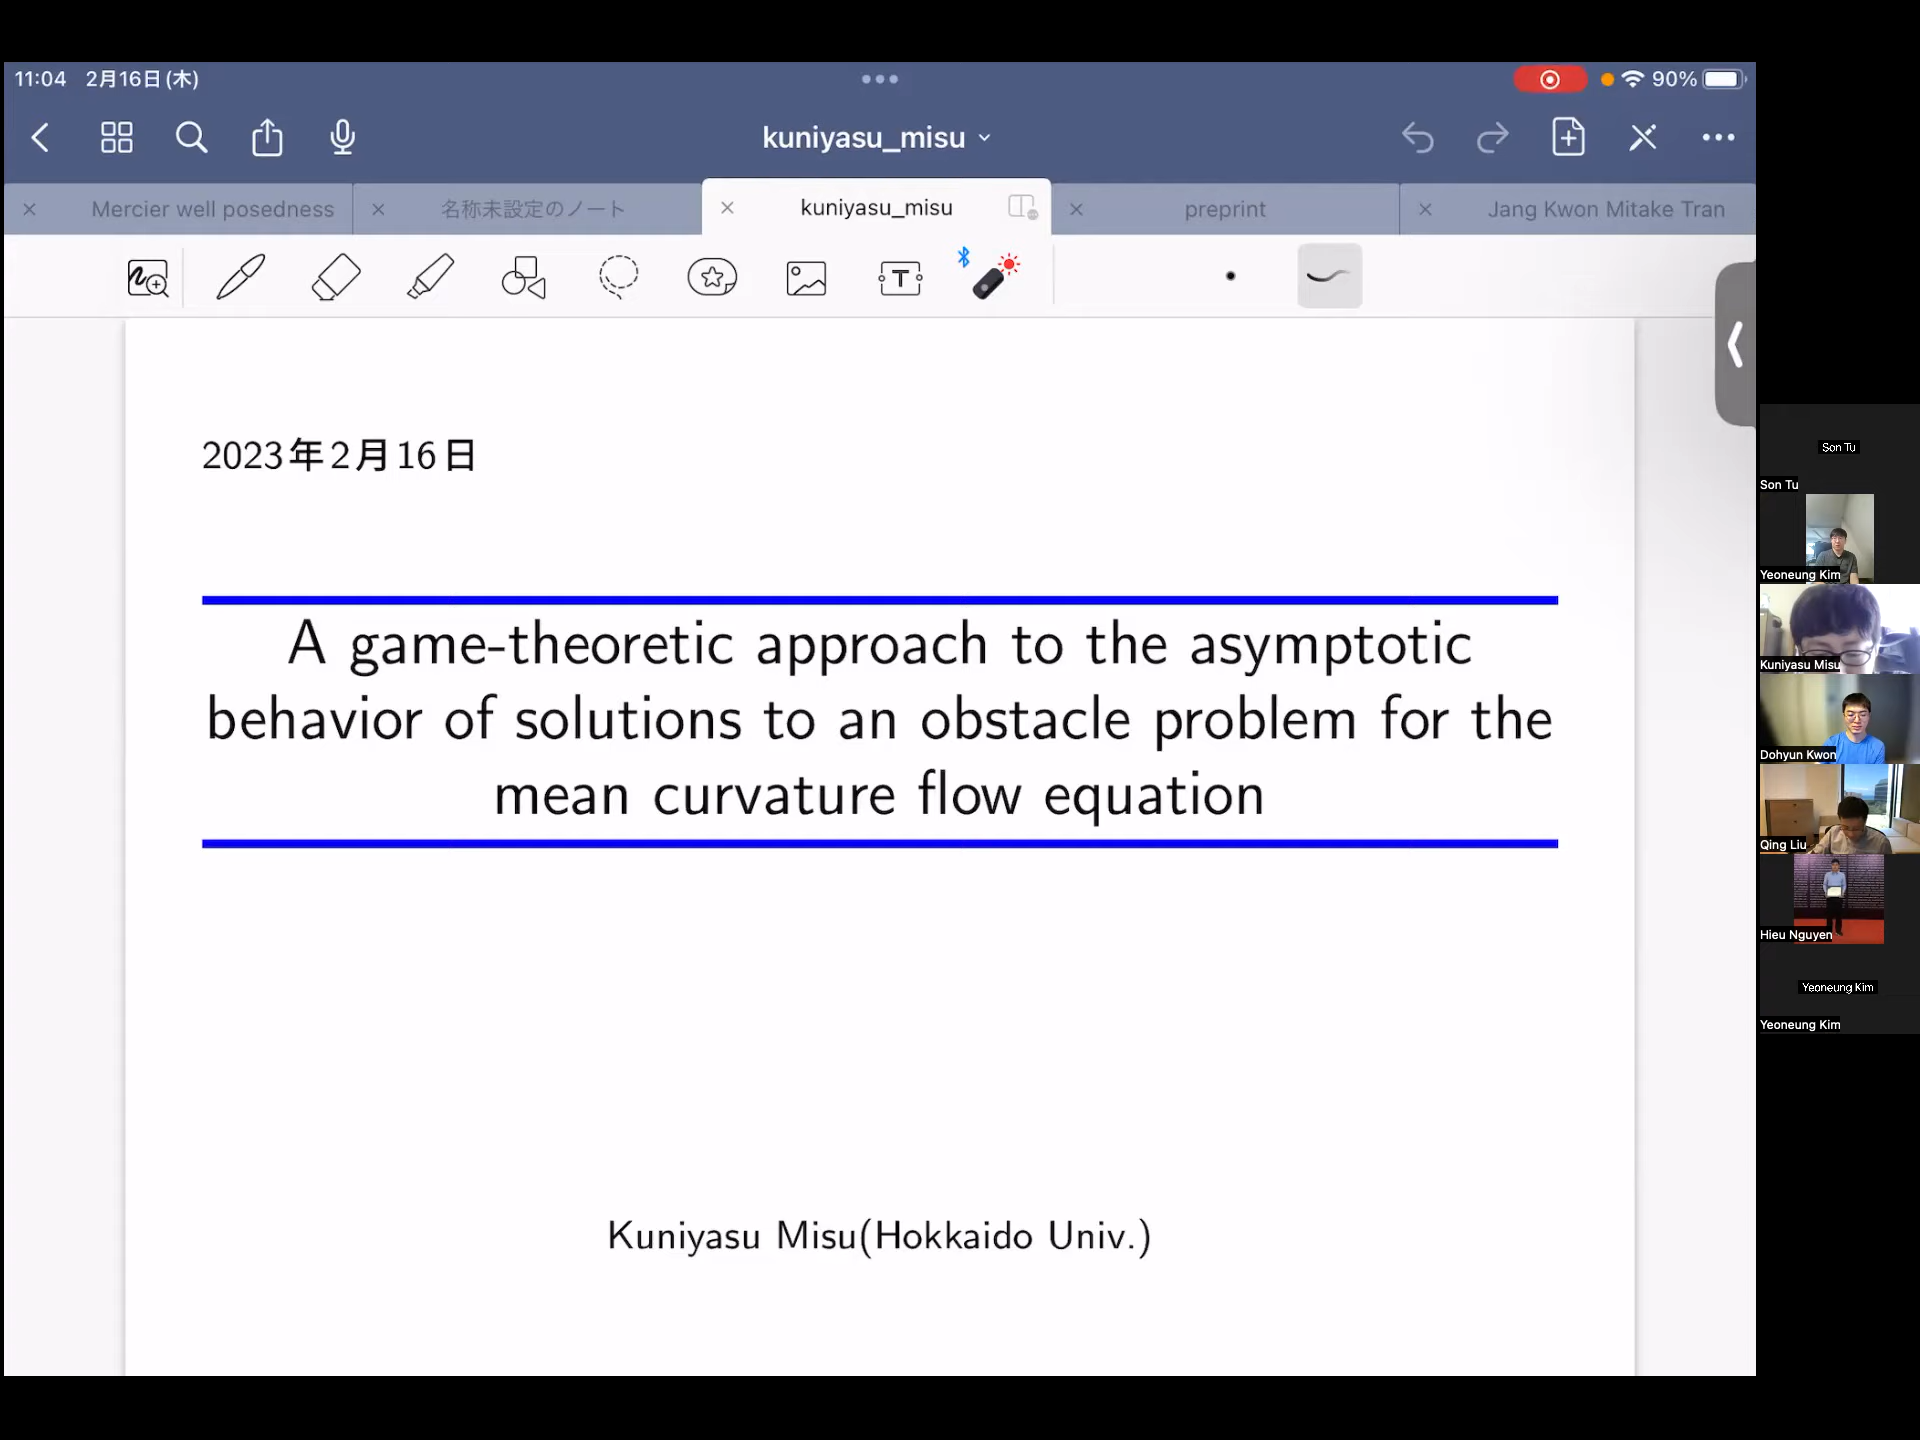 11:04 2月16日(木)
90%
kuniyasu_misu
Mercier well posedness
名称未設定のノート
kuniyasu_misu
preprint
Jang Kwon Mitake Tran
T
2023年2月16日
A game-theoretic approach to the asymptotic
behavior of solutions to an obstacle problem for the
mean curvature flow equation
Kuniyasu Misu(Hokkaido Univ.)
Son Tu
Son Tu
Yeoneung Kim
Kuniyasu Misu
Dohyun Kwon
Qing Liu
Hieu Nguyen
Yeoneung Kim
Yeoneung Kim